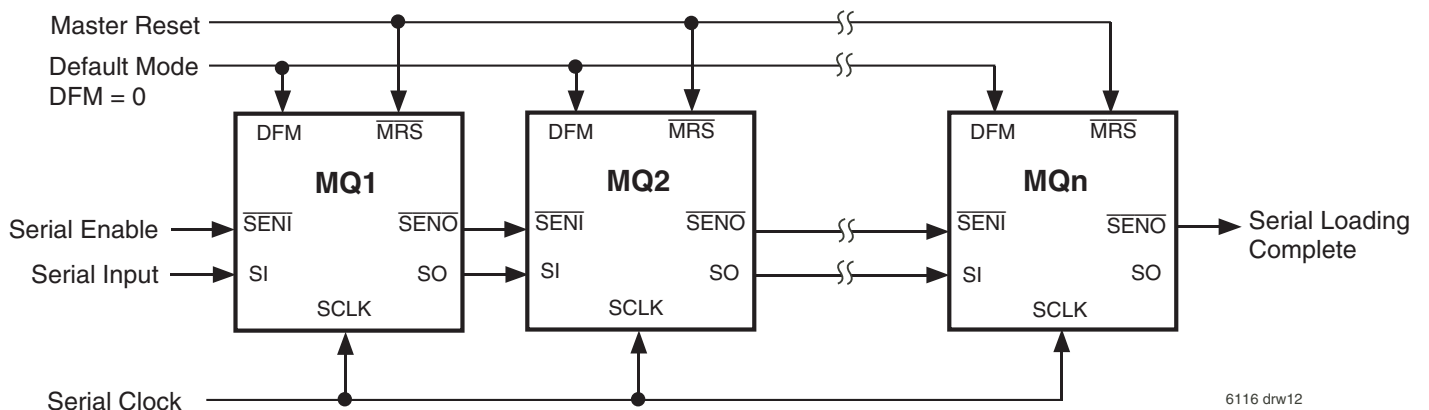 Master Reset
Default Mode
DFM = 0
DFM MRS DFM MRS DFM MRS
MQ1 MQ2 MQn
Serial Enable SENI SENO SENI SENO SENI SENO Serial Loading
Complete
Serial Input SI SO SI SO SI SO
SCLK SCLK SCLK
Serial Clock
6116 drw12